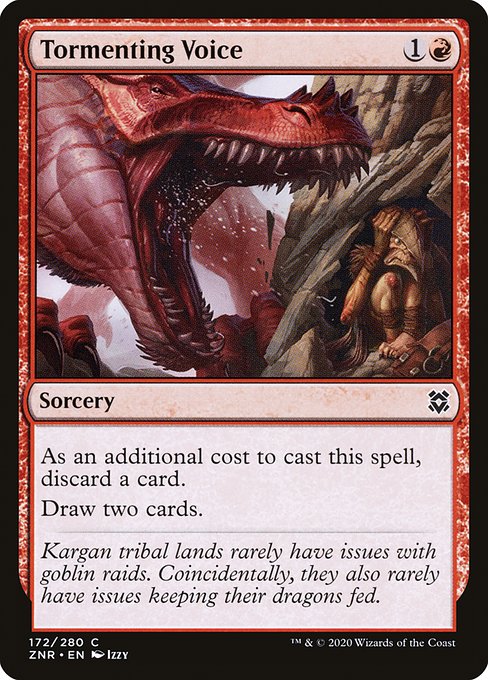 Tormenting Voice 1
Sorcery
As an additional cost to cast this spell,
discard a card.
Draw two cards.
Kargan tribal lands rarely have issues with
goblin raids. Coincidentally, they also rarely
have issues keeping their dragons fed.
172/280 C
™ & © 2020 Wizards of the Coast
ZNR • EN Izzy